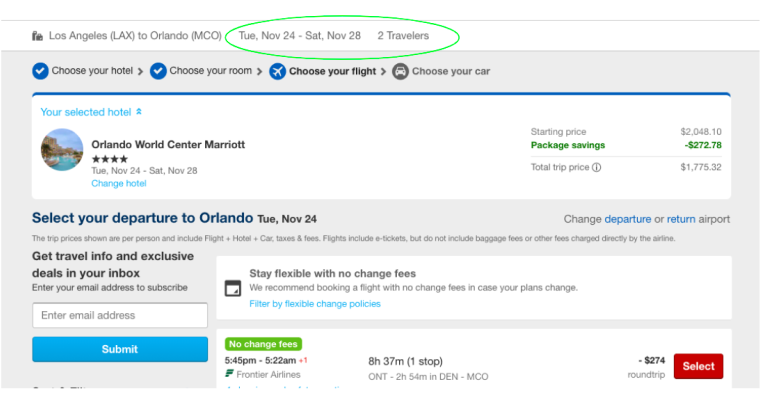 Los Angeles (LAX) to Orlando (MCO) Tue, Nov 24 - Sat, Nov 28 2 Travelers
Choose your hotel > Choose your room > Choose your flight > Choose your car
Your selected hotel
Orlando World Center Marriott
★★★★
Tue, Nov 24 - Sat, Nov 28
Change hotel
Starting price $2,048.10
Package savings -$272.78
Total trip price ⓘ $1,775.32
Select your departure to Orlando Tue, Nov 24
Change departure or return airport
The trip prices shown are per person and include Flight + Hotel + Car, taxes & fees. Flights include e-tickets, but do not include baggage fees or other fees charged directly by the airline.
Get travel info and exclusive
deals in your inbox
Enter your email address to subscribe
Enter email address
Submit
Stay flexible with no change fees
We recommend booking a flight with no change fees in case your plans change.
Filter by flexible change policies
No change fees
5:45pm - 5:22am +1 8h 37m (1 stop) - $274 Select
Frontier Airlines ONT - 2h 54m in DEN - MCO roundtrip